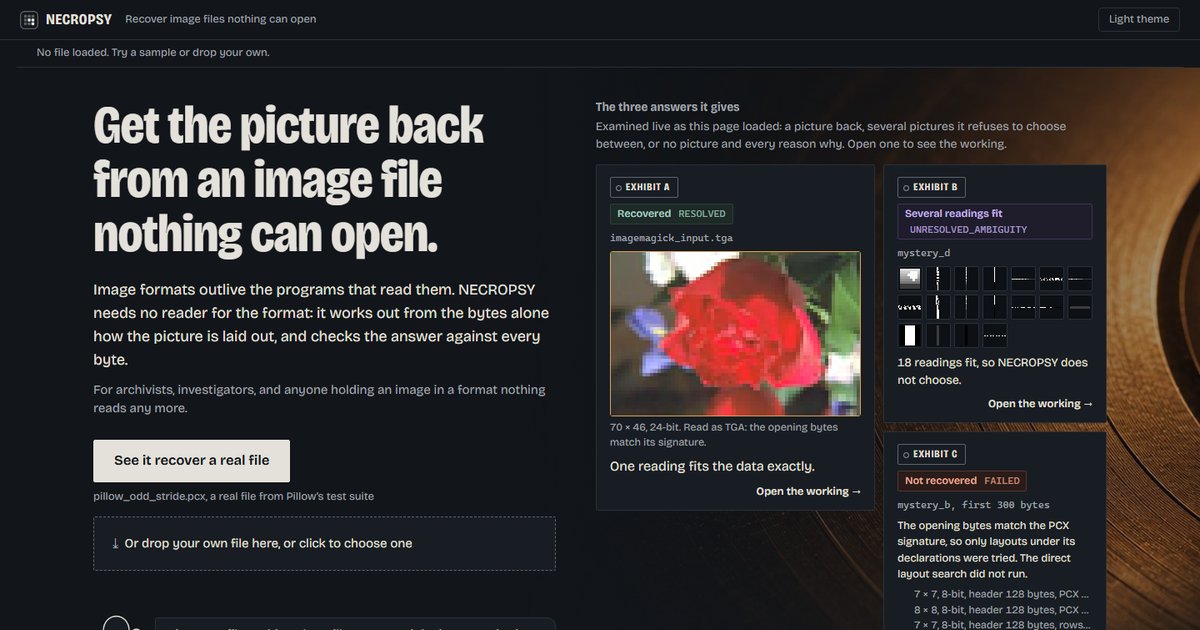 NECROPSY
Recover image files nothing can open
Light theme
No file loaded. Try a sample or drop your own.
Get the picture back
from an image file
nothing can open.
Image formats outlive the programs that read them. NECROPSY
needs no reader for the format: it works out from the bytes alone
how the picture is laid out, and checks the answer against every
byte.
For archivists, investigators, and anyone holding an image in a format nothing
reads any more.
See it recover a real file
pillow_odd_stride.pcx, a real file from Pillow's test suite
↓ Or drop your own file here, or click to choose one
The three answers it gives
Examined live as this page loaded: a picture back, several pictures it refuses to choose
between, or no picture and every reason why. Open one to see the working.
EXHIBIT A
Recovered RESOLVED
imagemagick_input.tga
70 × 46, 24-bit. Read as TGA: the opening bytes
match its signature.
One reading fits the data exactly.
Open the working →
EXHIBIT B
Several readings fit
UNRESOLVED_AMBIGUITY
mystery_d
18 readings fit, so NECROPSY does
not choose.
Open the working →
EXHIBIT C
Not recovered FAILED
mystery_b, first 300 bytes
The opening bytes match the PCX
signature, so only layouts under its
declarations were tried. The direct
layout search did not run.
7 × 7, 8-bit, header 128 bytes, PCX ...
8 × 8, 8-bit, header 128 bytes, PCX ...
7 × 7, 8-bit, header 128 bytes, rows...